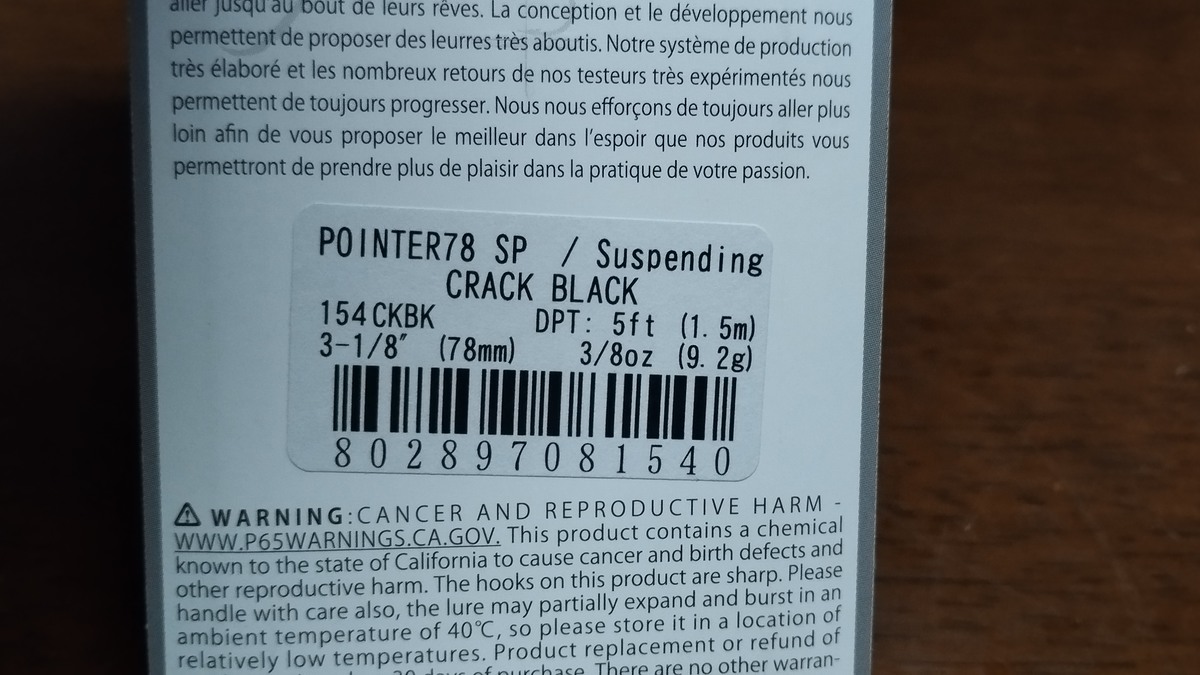 aller jusqu'au bout de leurs rêves. La conception et le développement nous
permettent de proposer des leurres très aboutis. Notre système de production
très élaboré et les nombreux retours de nos testeurs très expérimentés nous
permettent de toujours progresser. Nous nous efforçons de toujours aller plus
loin afin de vous proposer le meilleur dans l'espoir que nos produits vous
permettront de prendre plus de plaisir dans la pratique de votre passion.
POINTER78 SP / Suspending
CRACK BLACK
154CKBK DPT: 5ft (1. 5m)
3-1/8″ (78mm) 3/8oz (9. 2g)
802897081540
⚠ WARNING:CANCER AND REPRODUCTIVE HARM -
WWW.P65WARNINGS.CA.GOV. This product contains a chemical
known to the state of California to cause cancer and birth defects and
other reproductive harm. The hooks on this product are sharp. Please
handle with care also, the lure may partially expand and burst in an
ambient temperature of 40℃, so please store it in a location of
relatively low temperatures. Product replacement or refund of
days of purchase. There are no other warran-